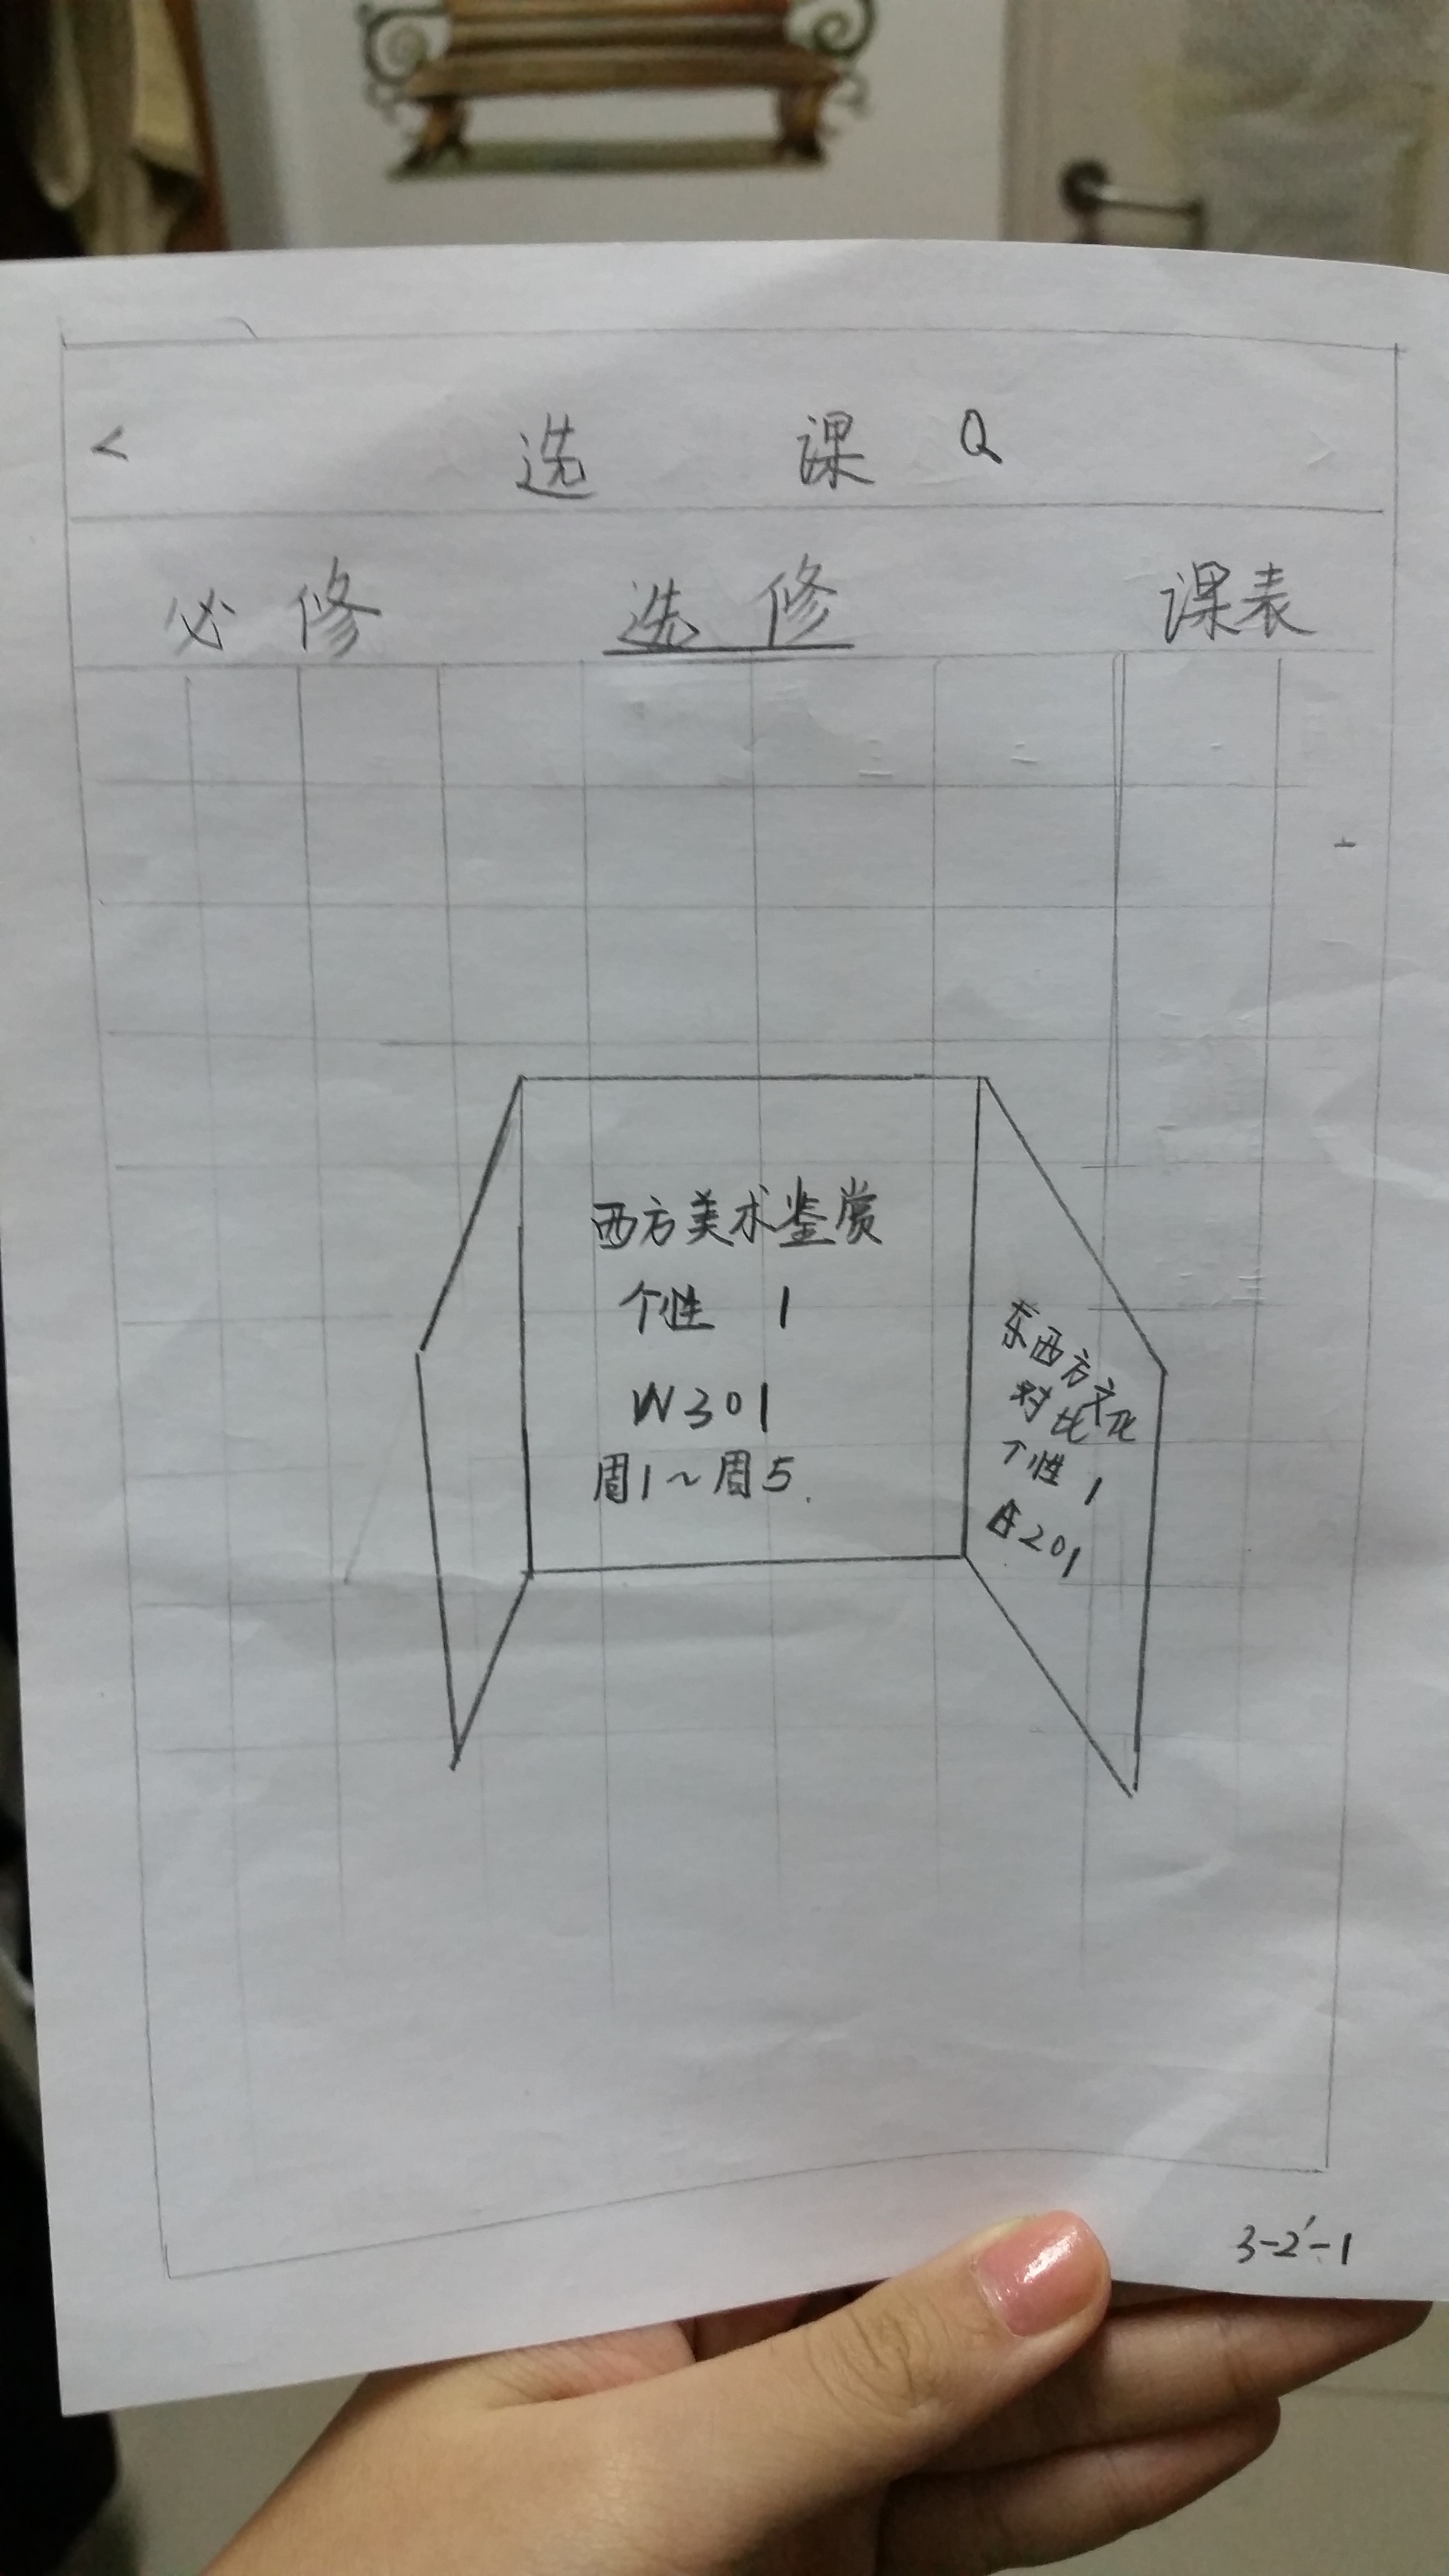 < 选 课 Q
必修 选修 课表
西方美术鉴赏
个性 1
W301
周1~周5.
东西方文化
对比
个性 1
201
3-2'-1